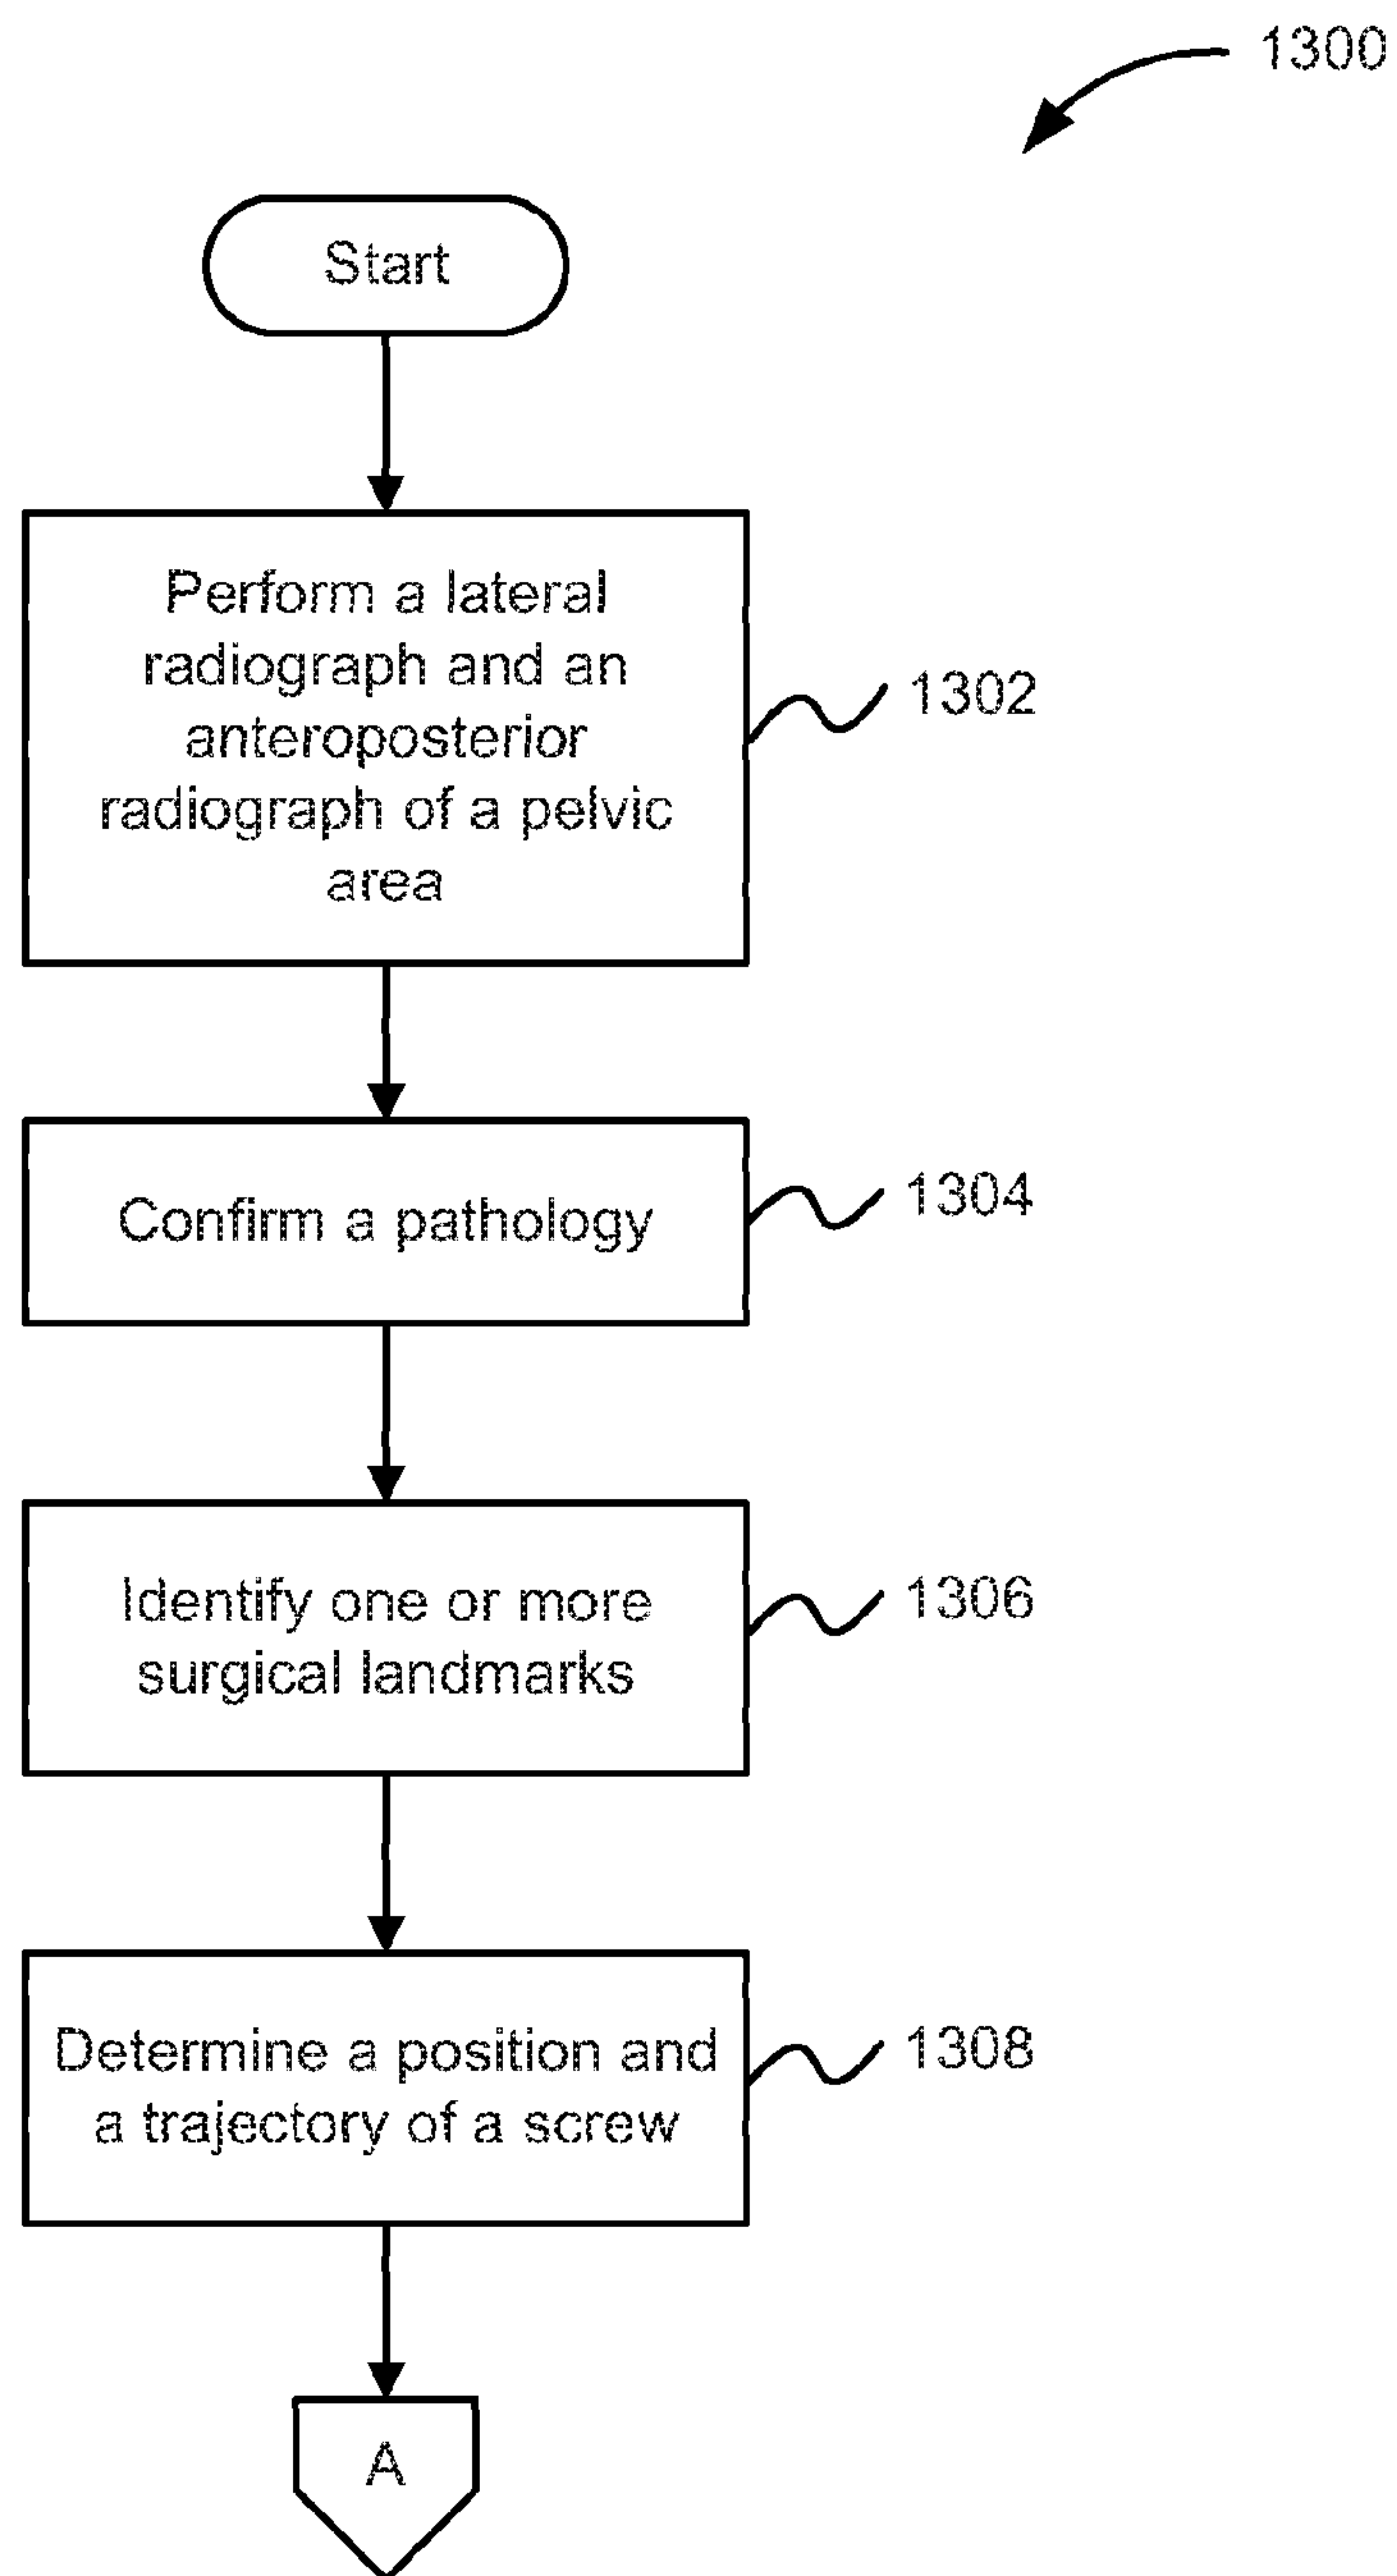 1300
Start
Perform a lateral
radiograph and an
anteroposterior
radiograph of a pelvic
area
1302
Confirm a pathology
1304
Identify one or more
surgical landmarks
1306
Determine a position and
a trajectory of a screw
1308
A